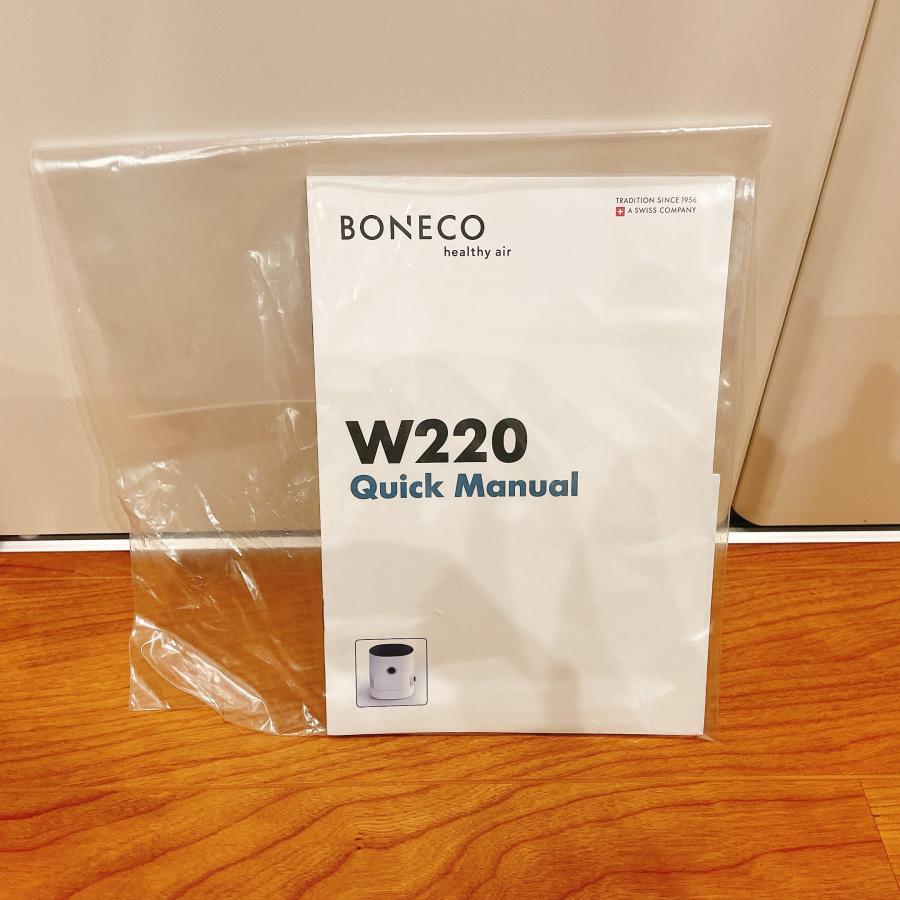 BONECO
healthy air
TRADITION SINCE 1956
A SWISS COMPANY
W220
Quick Manual